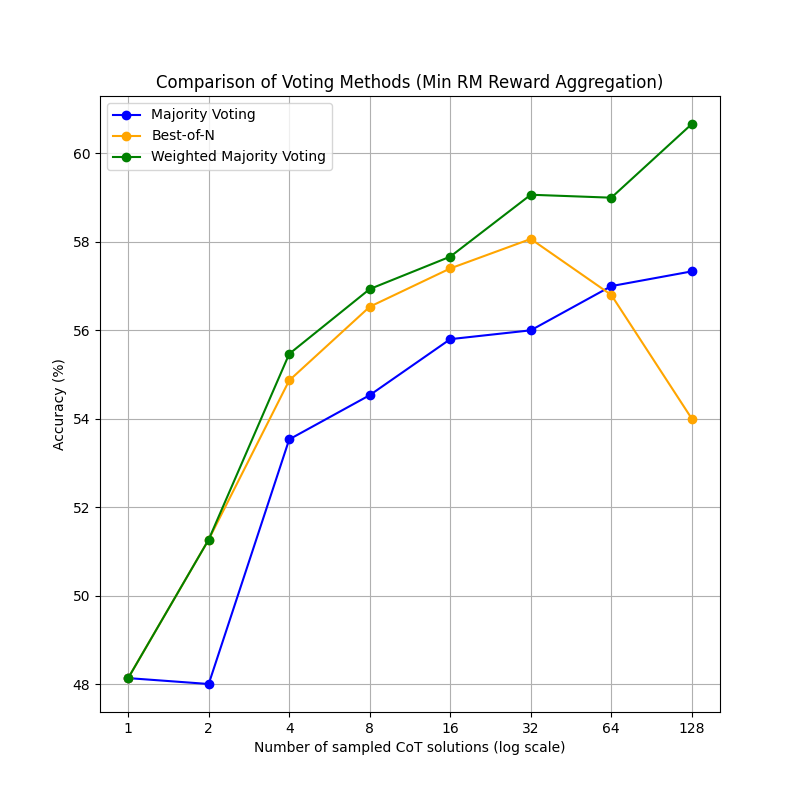 Comparison of Voting Methods (Min RM Reward Aggregation)
Majority Voting
Best-of-N
Weighted Majority Voting
Accuracy (%)
60
58
56
54
52
50
48
1 2 4 8 16 32 64 128
Number of sampled CoT solutions (log scale)